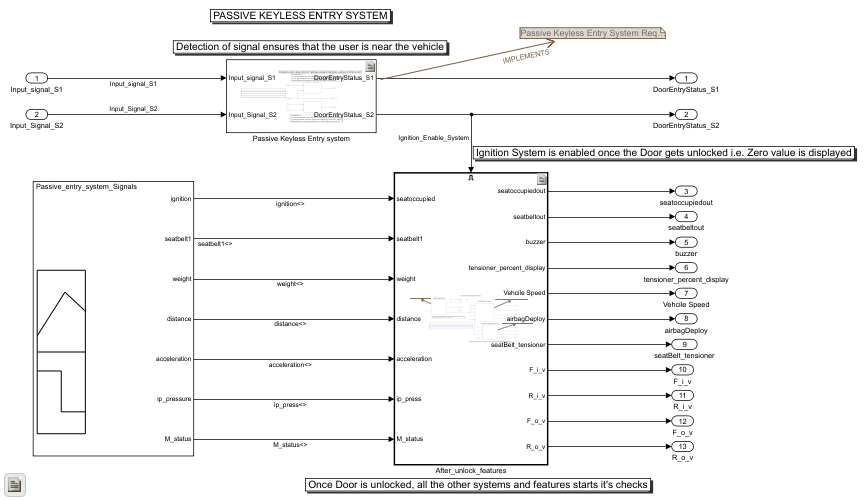 PASSIVE KEYLESS ENTRY SYSTEM
Passive Keyless Entry System Req...
Detection of signal ensures that the user is near the vehicle
IMPLEMENTS
1
Input_signal_S1
Input_signal_S1
Input_signal_S1
DoorEntryStatus_S1
1
DoorEntryStatus_S1
2
Input_Signal_S2
Input_Signal_S2
Input_Signal_S2
DoorEntryStatus_S2
2
DoorEntryStatus_S2
Passive Keyless Entry system
Ignition_Enable_System
Ignition System is enabled once the Door gets unlocked i.e. Zero value is displayed
Passive_entry_system_Signals
ignition
ignition<>
seatoccupied
seatbelt1
seatbelt1<>
seatbelt1
weight
weight<>
weight
distance
distance<>
distance
acceleration
acceleration<>
acceleration
ip_pressure
ip_press<>
ip_press
M_status
M_status<>
M_status
seatoccupiedout
3
seatoccupiedout
seatbeltout
4
seatbeltout
buzzer
5
buzzer
tensioner_percent_display
6
tensioner_percent_display
Vehcile Speed
7
Vehcile Speed
airbagDeploy
8
airbagDeploy
seatBelt_tensioner
9
seatBelt_tensioner
F_i_v
10
F_i_v
R_i_v
11
R_i_v
F_o_v
12
F_o_v
R_o_v
13
R_o_v
After_unlock_features
Once Door is unlocked, all the other systems and features starts it's checks